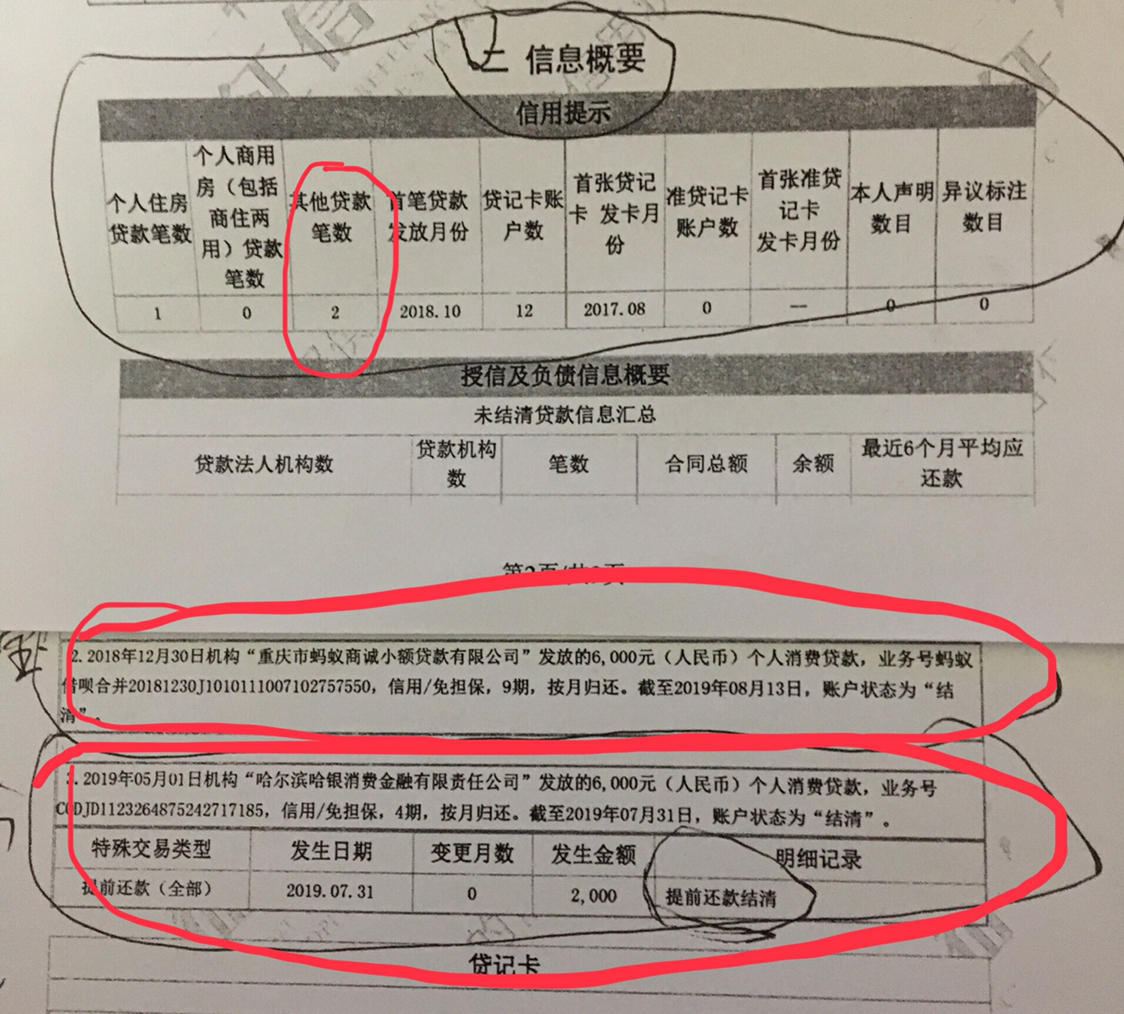 二 信息概要
信用提示
个人住房
贷款笔数
个人商用
房（包括
商住两
用）贷款
笔数
其他贷款
笔数
首笔贷款
发放月份
贷记卡账
户数
首张贷记
卡 发卡月
份
准贷记卡
账户数
首张准贷
记卡
发卡月份
本人声明
数目
异议标注
数目
1 0 2 2018.10 12 2017.08 0 -- 0 0
授信及负债信息概要
未结清贷款信息汇总
贷款法人机构数
贷款机构
数
笔数
合同总额
余额
最近6个月平均应
还款
2.2018年12月30日机构“重庆市蚂蚁商诚小额贷款有限公司”发放的6,000元（人民币）个人消费贷款，业务号蚂蚁
借呗合并20181230J1010111007102757550，信用/免担保，9期，按月归还。截至2019年08月13日，账户状态为“结
清”。
3.2019年05月01日机构“哈尔滨哈银消费金融有限责任公司”发放的6,000元（人民币）个人消费贷款，业务号
CODJD1123264875242717185，信用/免担保，4期，按月归还。截至2019年07月31日，账户状态为“结清”。
特殊交易类型 发生日期 变更月数 发生金额 明细记录
提前还款（全部） 2019.07.31 0 2,000 提前还款结清
贷记卡